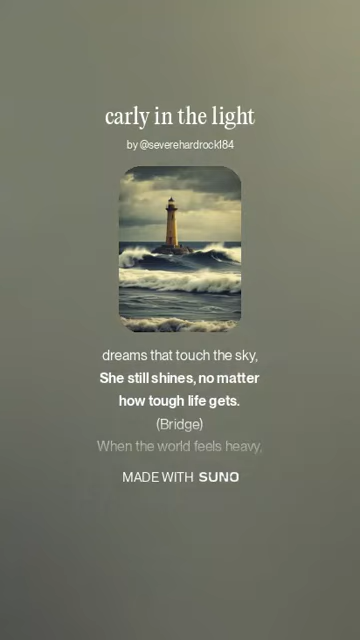 carly in the light
by @severehardrock184
dreams that touch the sky,
She still shines, no matter
how tough life gets.
(Bridge)
When the world feels heavy,
MADE WITH SUNO